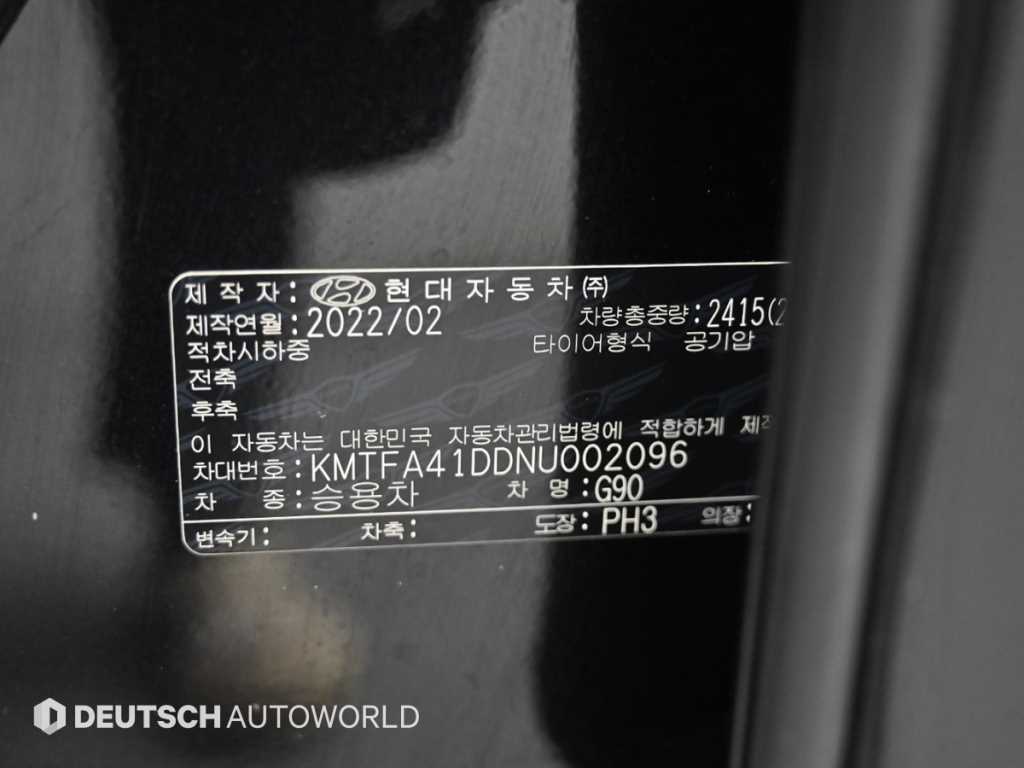 제 작 자 : 현 대 자 동 차 ㈜
제작연월 : 2022/02 차량총중량 : 2415(2
적차시하중 타이어형식 공기압
전축
후축
이 자동차는 대한민국 자동차관리법령에 적합하게 제작
차대번호 : KMTFA41DDNU002096
차 종 : 승용차 차 명 : G90
변속기 : 차축 : 도장 : PH3 의장 :
DEUTSCH AUTOWORLD